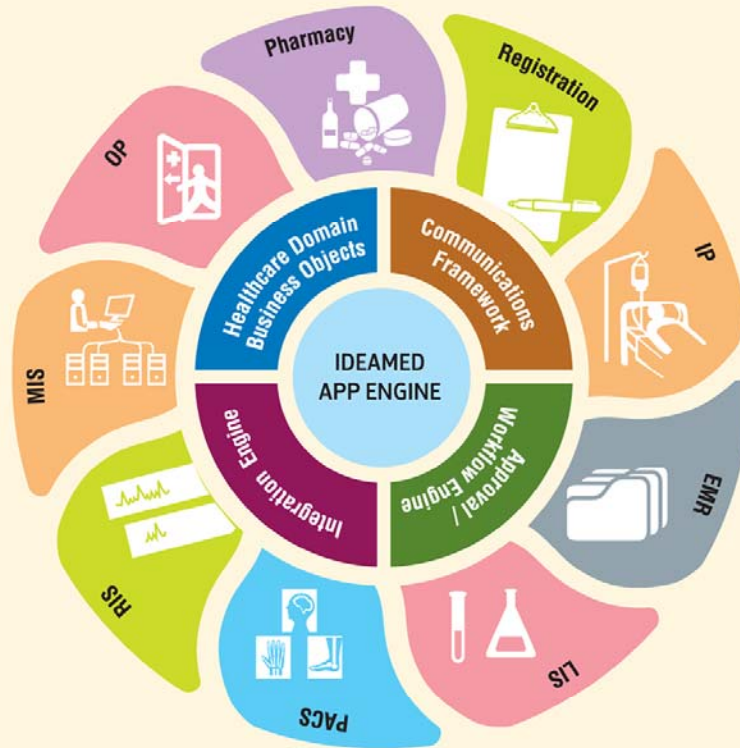 Pharmacy
Registration
IP
EMR
LIS
PACS
RIS
MIS
OP
Healthcare Domain
Business Objects
Communications
Framework
Approval /
Workflow Engine
Integration Engine
IDEAMED
APP ENGINE